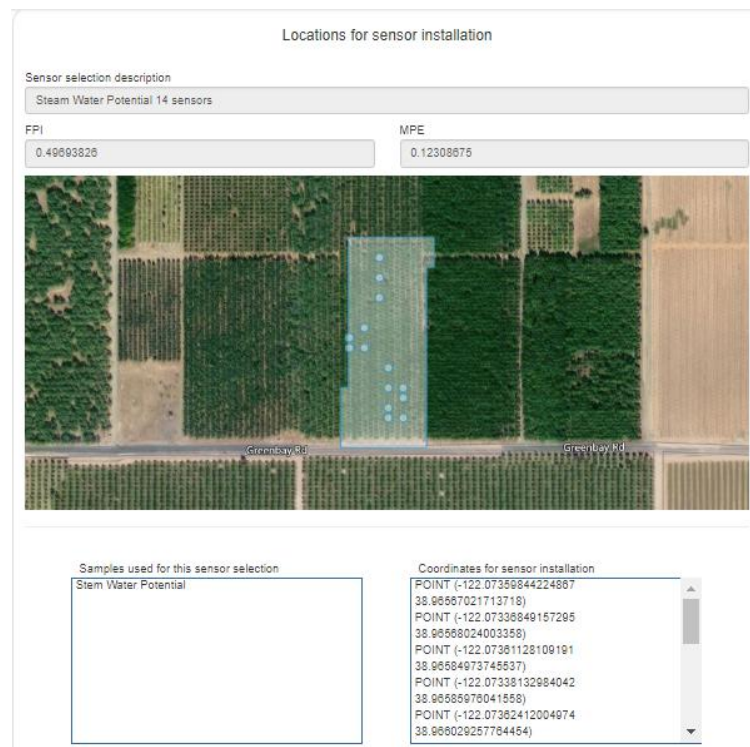 Locations for sensor installation
Sensor selection description
Steam Water Potential 14 sensors
FPI
MPE
0.49693826
0.12308675
Greenbay Rd
Greenbay Rd
Samples used for this sensor selection
Stem Water Potential
Coordinates for sensor installation
POINT (-122.07359844224867
38.96567021713718)
POINT (-122.07336849157295
38.96568024003358)
POINT (-122.07361128109191
38.96584973745537)
POINT (-122.07338132984042
38.96585976041558)
POINT (-122.07362412004974
38.966029257764454)